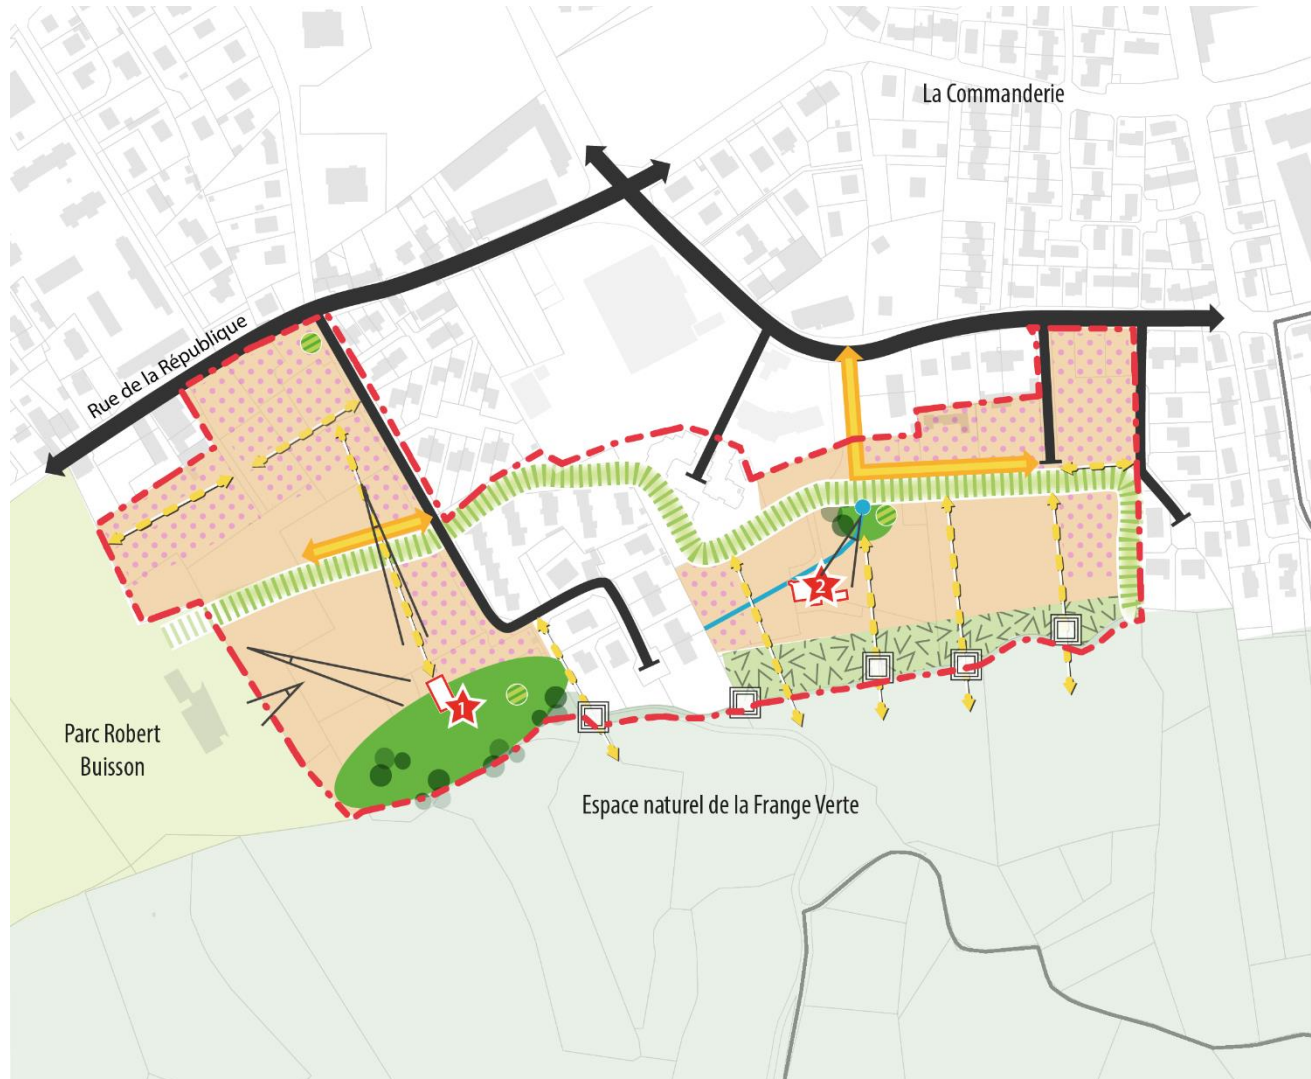 La Commanderie
Rue de la République
2
1
Parc Robert
Buisson
Espace naturel de la Frange Verte